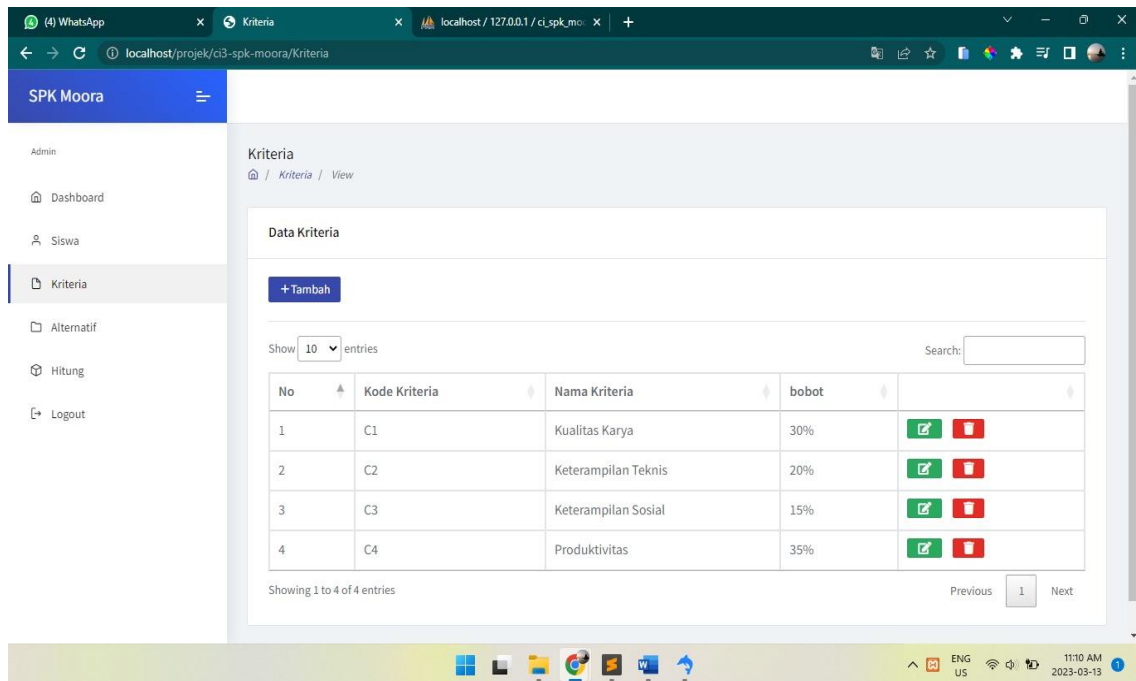 (4) WhatsApp
Kriteria
localhost / 127.0.0.1 / ci_spk_moo
localhost/projek/ci3-spk-moora/Kriteria
SPK Moora
Admin
Dashboard
Siswa
Kriteria
Alternatif
Hitung
Logout
Kriteria
/ Kriteria / View
Data Kriteria
+Tambah
Show 10 entries
Search:
No Kode Kriteria Nama Kriteria bobot
1 C1 Kualitas Karya 30%
2 C2 Keterampilan Teknis 20%
3 C3 Keterampilan Sosial 15%
4 C4 Produktivitas 35%
Showing 1 to 4 of 4 entries
Previous 1 Next
ENG
US
11:10 AM
2023-03-13
1